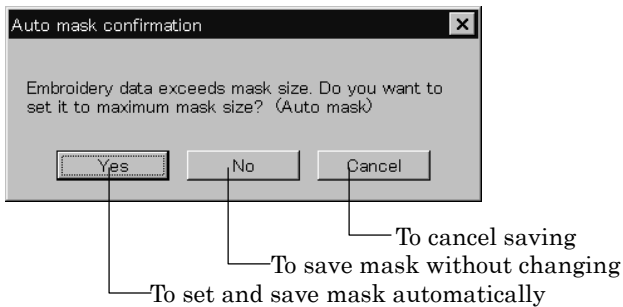 Auto mask confirmation
Embroidery data exceeds mask size. Do you want to
set it to maximum mask size? (Auto mask)
Yes No Cancel
To cancel saving
To save mask without changing
To set and save mask automatically